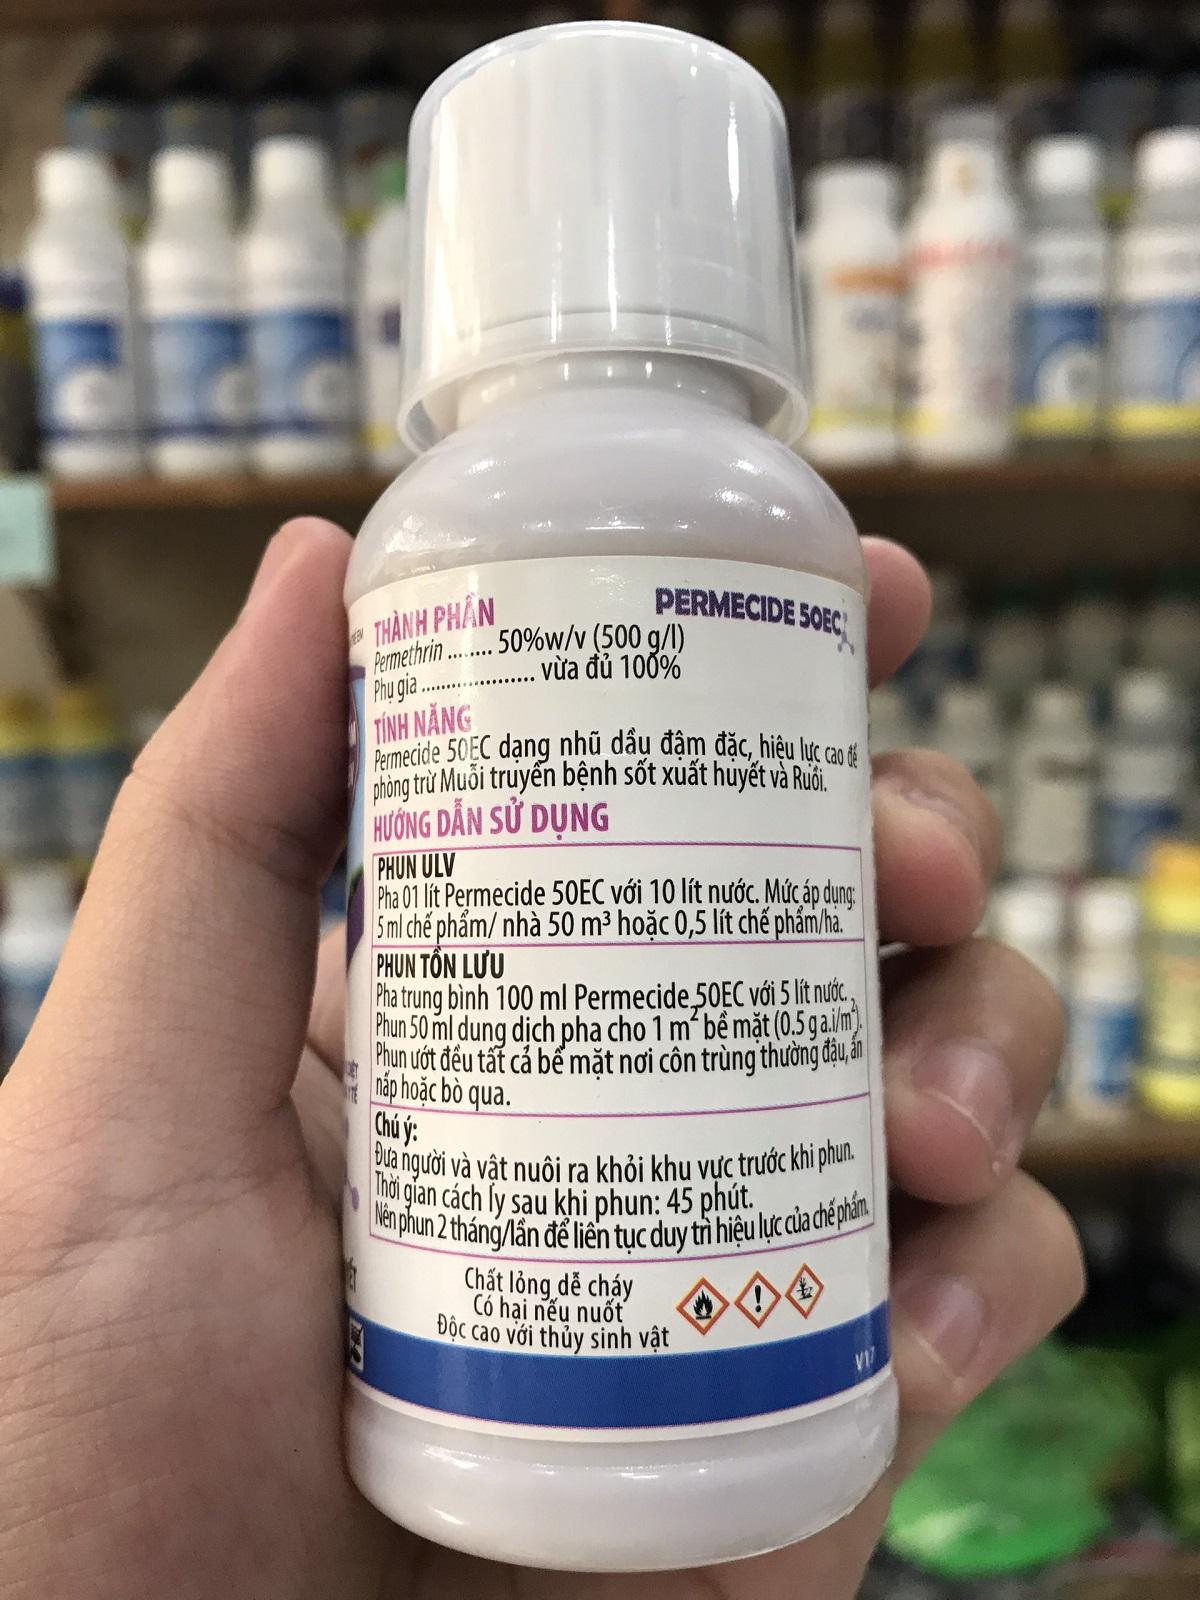 PERMECIDE 50EC
THÀNH PHẦN
Permethrin ........ 50%w/v (500 g/l)
Phụ gia .................... vừa đủ 100%
TÍNH NĂNG
Permecide 50EC dạng nhũ dầu đậm đặc, hiệu lực cao để
phòng trừ Muỗi truyền bệnh sốt xuất huyết và Ruồi.
HƯỚNG DẪN SỬ DỤNG
PHUN ULV
Pha 01 lít Permecide 50EC với 10 lít nước. Mức áp dụng:
5 ml chế phẩm/ nhà 50 m³ hoặc 0,5 lít chế phẩm/ha.
PHUN TỒN LƯU
Pha trung bình 100 ml Permecide 50EC với 5 lít nước.
Phun 50 ml dung dịch pha cho 1 m² bề mặt (0.5 g a.i/m²).
Phun ướt đều tất cả bề mặt nơi côn trùng thường đậu, ẩn
nấp hoặc bò qua.
Chú ý:
Đưa người và vật nuôi ra khỏi khu vực trước khi phun.
Thời gian cách ly sau khi phun: 45 phút.
Nên phun 2 tháng/lần để liên tục duy trì hiệu lực của chế phẩm.
Chất lỏng dễ cháy
Có hại nếu nuốt
Độc cao với thủy sinh vật
V17